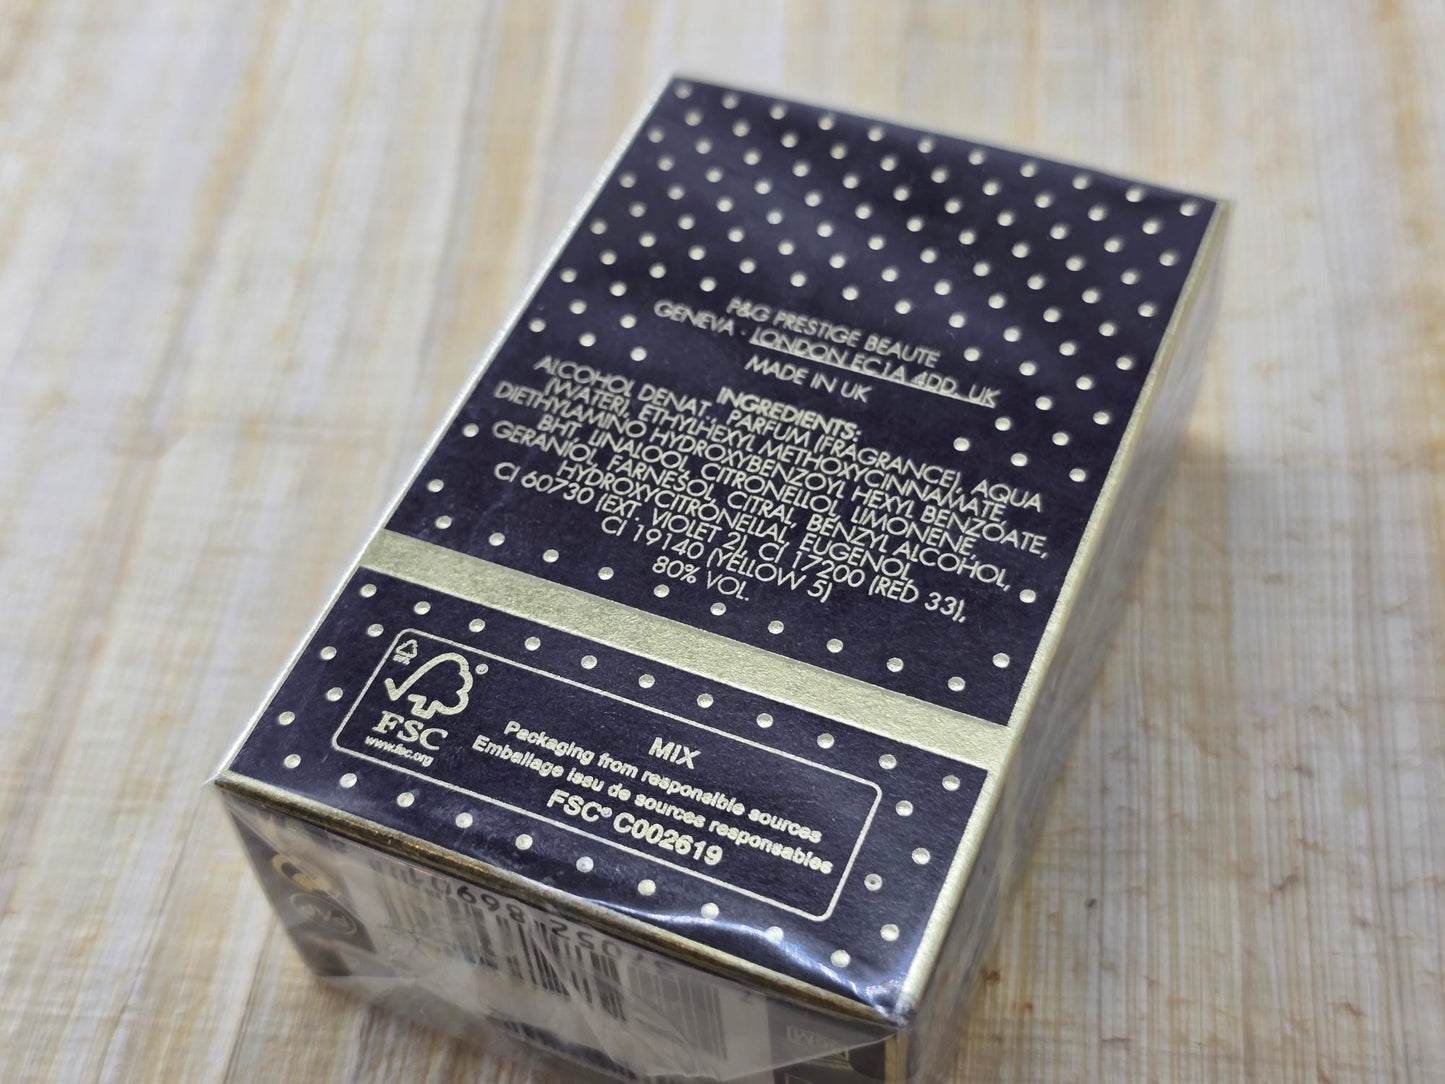 P&G PRESTIGE BEAUTE
GENEVA · LONDON EC1A 4DD, UK
MADE IN UK
INGREDIENTS:
ALCOHOL DENAT., PARFUM (FRAGRANCE), AQUA
(WATER), ETHYLHEXYL METHOXYCINNAMATE,
DIETHYLAMINO HYDROXYBENZOYL HEXYL BENZOATE,
BHT, LINALOOL, CITRONELLOL, LIMONENE,
GERANIOL, FARNESOL, CITRAL, BENZYL ALCOHOL,
HYDROXYCITRONELLAL, EUGENOL,
CI 60730 (EXT. VIOLET 2), CI 17200 (RED 33),
CI 19140 (YELLOW 5)
80% VOL.
FSC
www.fsc.org
MIX
Packaging from responsible sources
Emballage issu de sources responsables
FSC® C002619